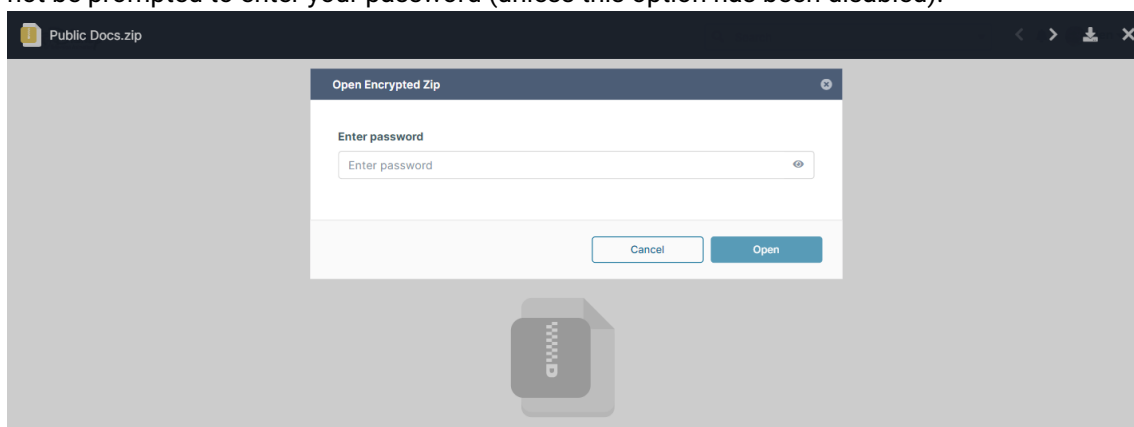 not be prompted to enter your password (unless this option has been disabled).
Public Docs.zip
Open Encrypted Zip
Enter password
Enter password
Cancel Open